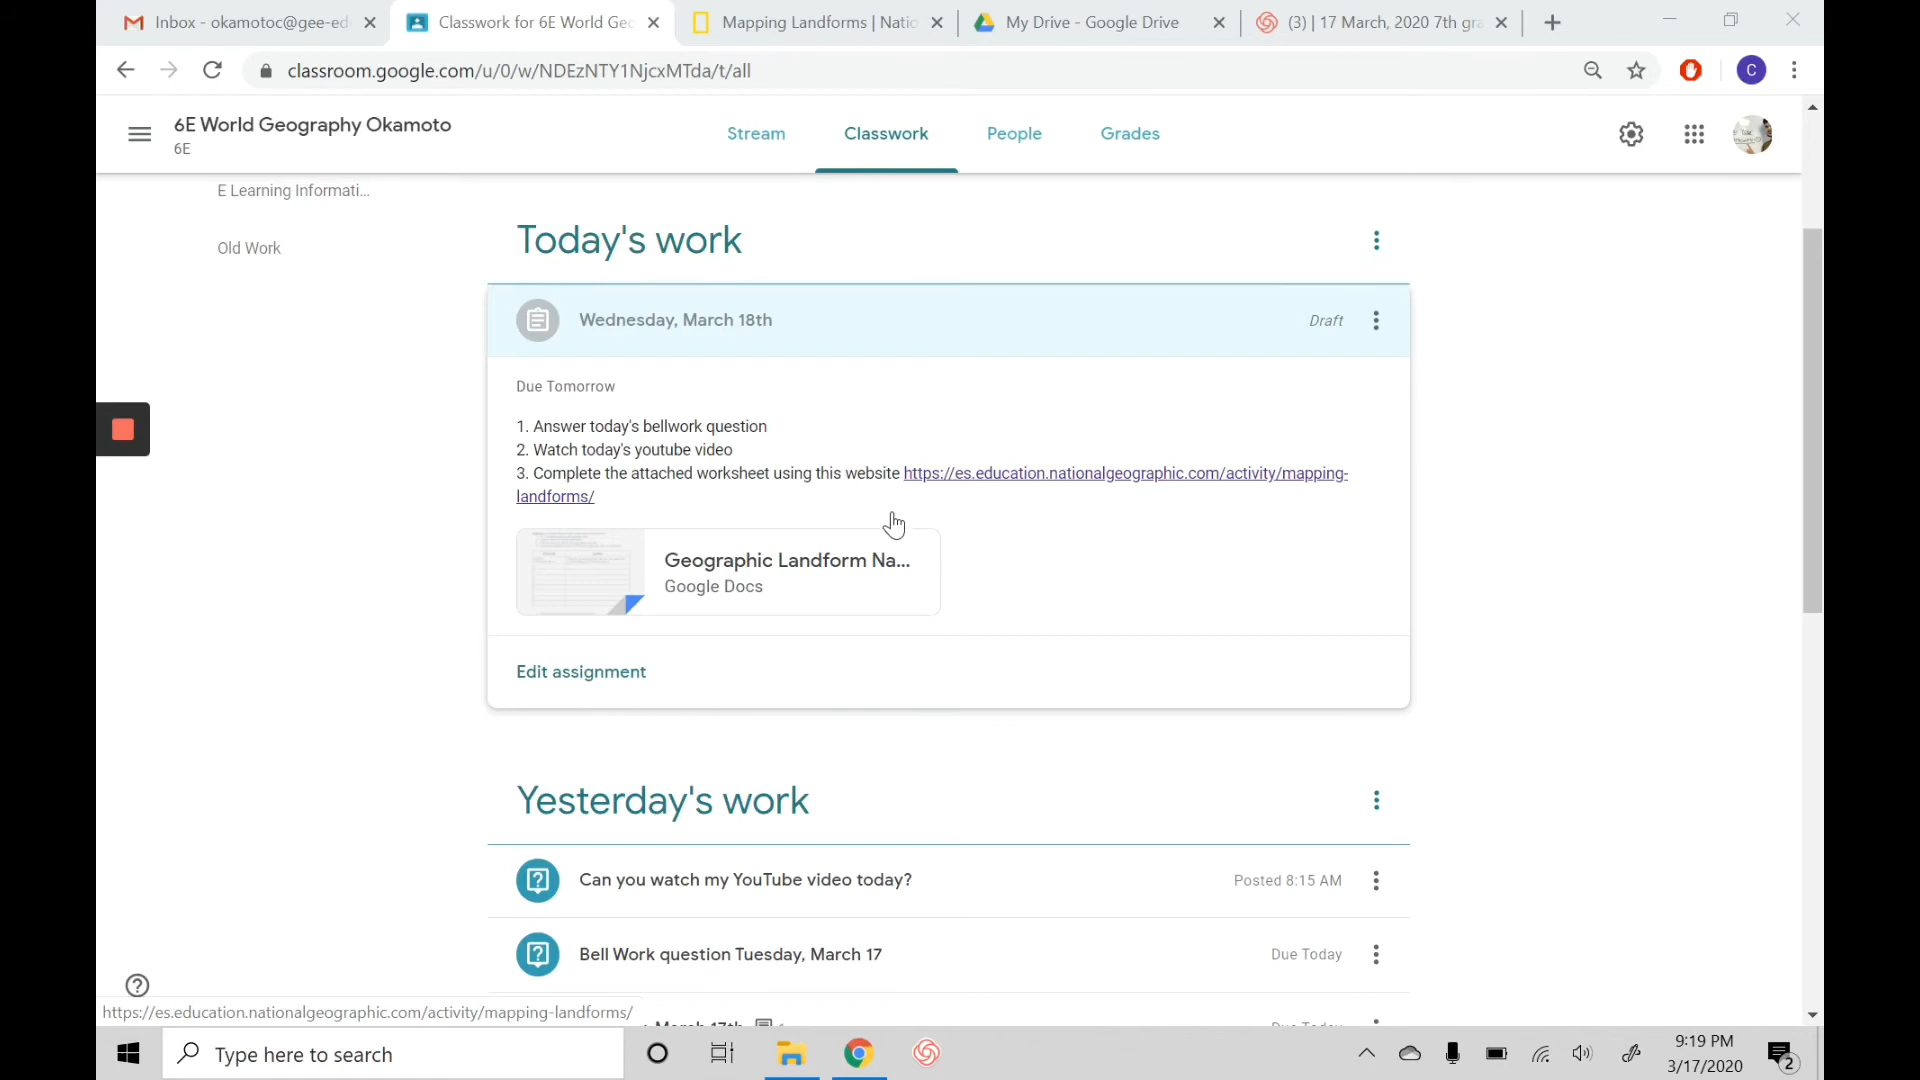 Inbox - okamotoc@gee-ed
Classwork for 6E World Geo
Mapping Landforms | Natio
My Drive - Google Drive
(3) | 17 March, 2020 7th gra
classroom.google.com/u/0/w/NDEzNTY1NjcxMTda/t/all
C
6E World Geography Okamoto
6E
Stream
Classwork
People
Grades
E Learning Informati...
Old Work
Today's work
Wednesday, March 18th
Draft
Due Tomorrow
1. Answer today's bellwork question
2. Watch today's youtube video
3. Complete the attached worksheet using this website https://es.education.nationalgeographic.com/activity/mapping-
landforms/
Geographic Landform Na...
Google Docs
Edit assignment
Yesterday's work
Can you watch my YouTube video today?
Posted 8:15 AM
Bell Work question Tuesday, March 17
Due Today
March 17th
Due Today
https://es.education.nationalgeographic.com/activity/mapping-landforms/
Type here to search
9:19 PM
3/17/2020
2